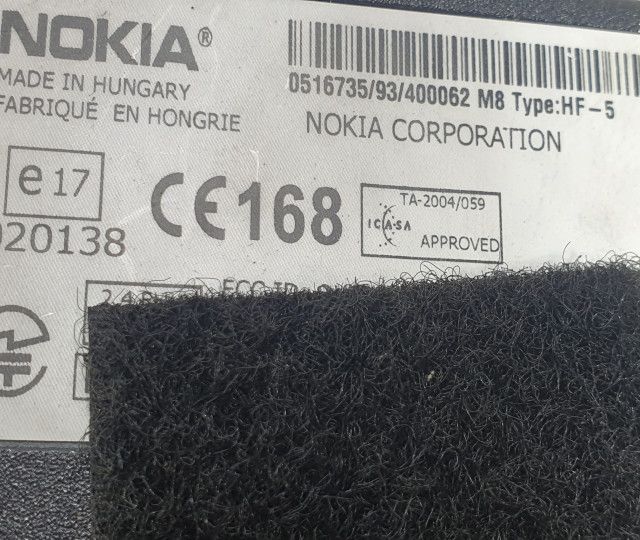 NOKIA®
MADE IN HUNGARY
FABRIQUÉ EN HONGRIE
0516735/93/400062 M8 Type:HF-5
NOKIA CORPORATION
e17
020138
CE168
TA-2004/059
ICASA
APPROVED